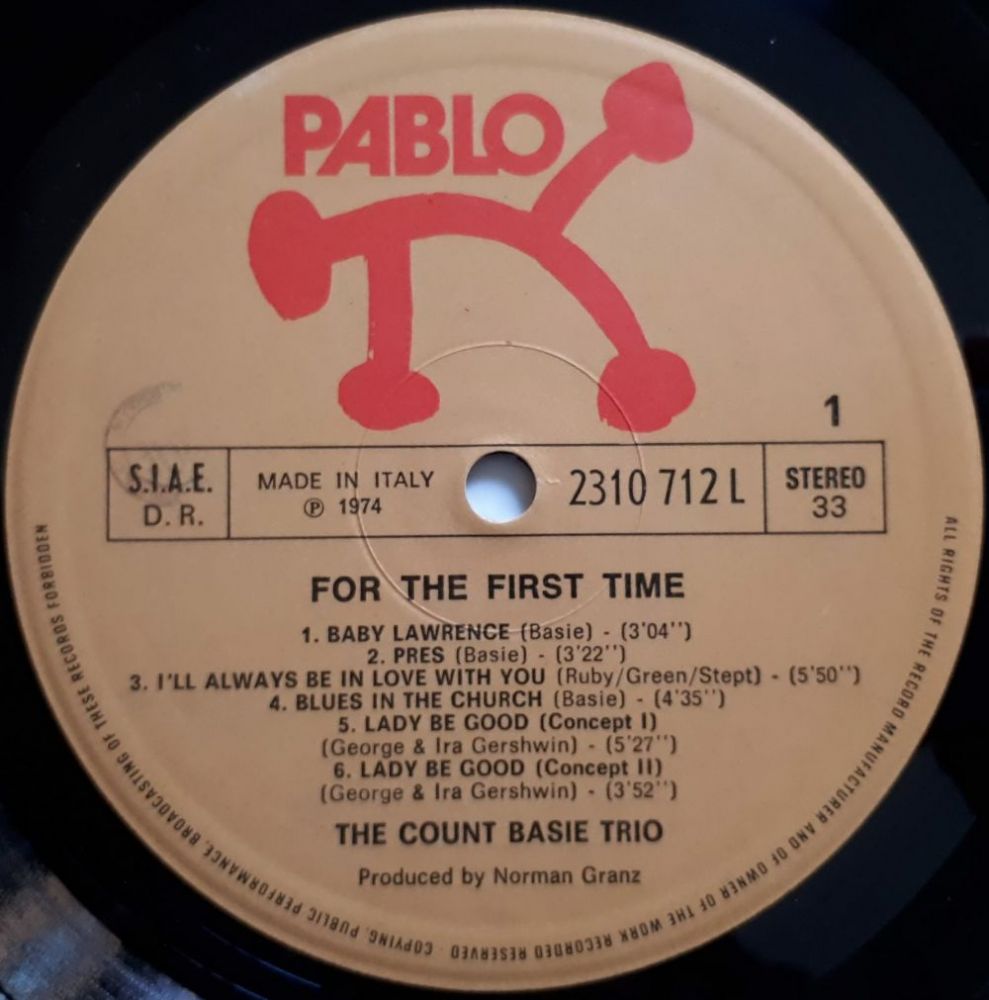 PABLO
1
S.I.A.E.
D. R.
MADE IN ITALY
℗ 1974
2310 712 L
STEREO
33
FOR THE FIRST TIME
1. BABY LAWRENCE (Basie) - (3'04'')
2. PRES (Basie) - (3'22'')
3. I'LL ALWAYS BE IN LOVE WITH YOU (Ruby/Green/Stept) - (5'50'')
4. BLUES IN THE CHURCH (Basie) - (4'35'')
5. LADY BE GOOD (Concept I)
(George & Ira Gershwin) - (5'27'')
6. LADY BE GOOD (Concept II)
(George & Ira Gershwin) - (3'52'')
THE COUNT BASIE TRIO
Produced by Norman Granz
ALL RIGHTS OF THE RECORD MANUFACTURER AND OF OWNER OF THE WORK RECORDED RESERVED - COPYING, PUBLIC PERFORMANCE, BROADCASTING OF THESE RECORDS FORBIDDEN